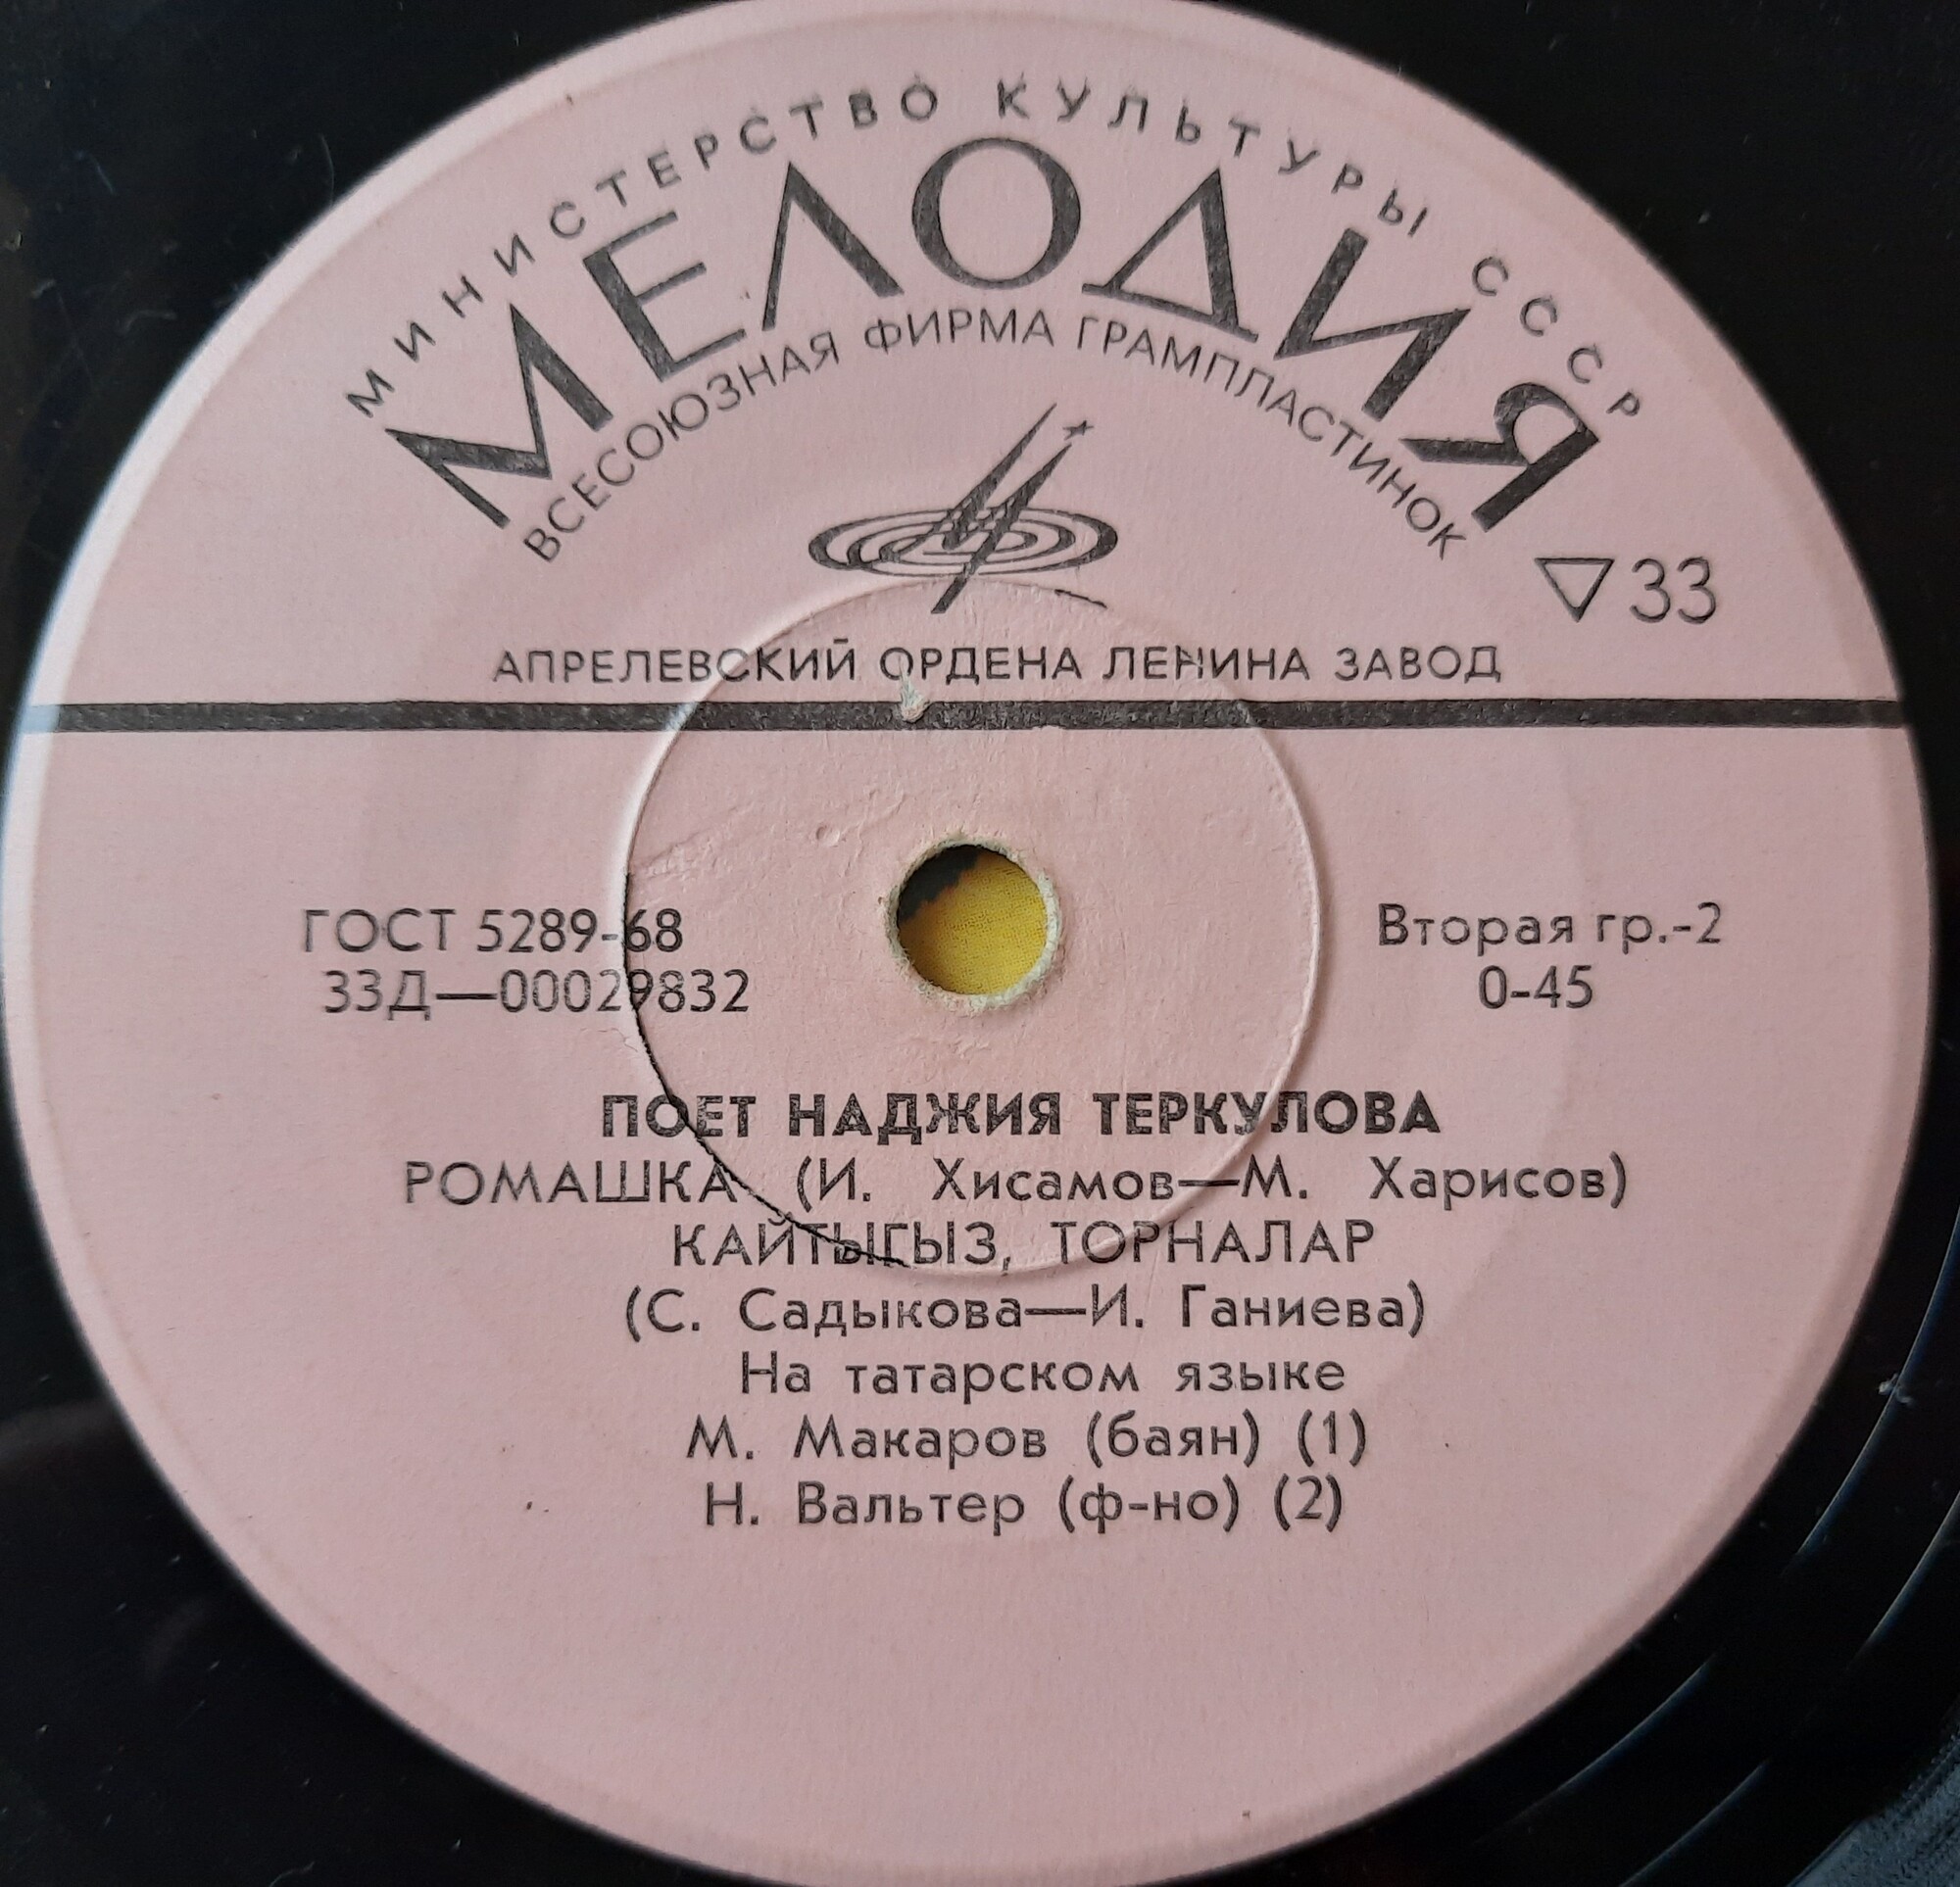 МИНИСТЕРСТВО КУЛЬТУРЫ СССР
МЕЛОДИЯ
ВСЕСОЮЗНАЯ ФИРМА ГРАМПЛАСТИНОК
33
АПРЕЛЕВСКИЙ ОРДЕНА ЛЕНИНА ЗАВОД
ГОСТ 5289-68
33Д—00029832
Вторая гр.-2
0-45
ПОЕТ НАДЖИЯ ТЕРКУЛОВА
РОМАШКА (И. Хисамов—М. Харисов)
КАЙТЫГЫЗ, ТОРНАЛАР
(С. Садыкова—И. Ганиева)
На татарском языке
М. Макаров (баян) (1)
Н. Вальтер (ф-но) (2)